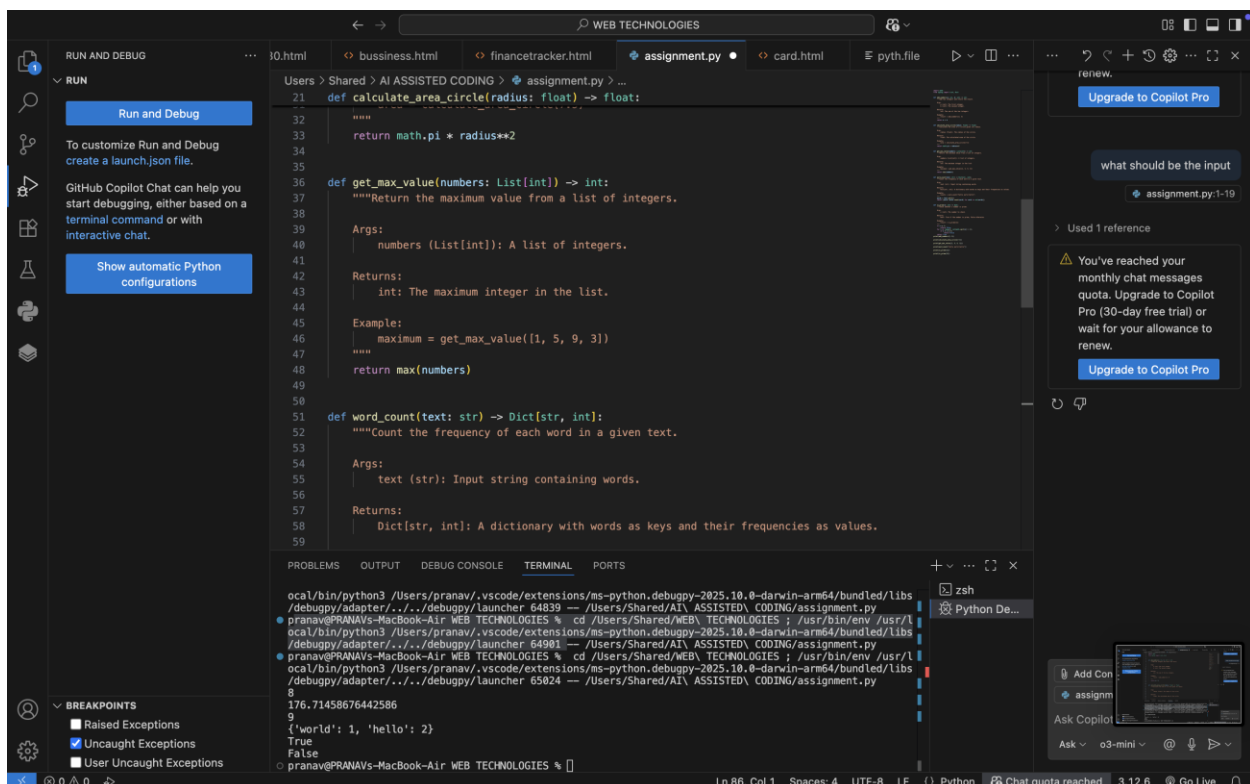 WEB TECHNOLOGIES
RUN AND DEBUG
RUN
Run and Debug
To customize Run and Debug
create a launch.json file.
GitHub Copilot Chat can help you
start debugging, either based on a
terminal command or with
interactive chat.
Show automatic Python
configurations
BREAKPOINTS
Raised Exceptions
Uncaught Exceptions
User Uncaught Exceptions
30.html
bussiness.html
financetracker.html
assignment.py
card.html
pyth.file
Users > Shared > AI ASSISTED CODING > assignment.py > ...
21 def calculate_area_circle(radius: float) -> float:
32 """
33 return math.pi * radius**2
34
35
36 def get_max_value(numbers: List[int]) -> int:
37 """Return the maximum value from a list of integers.
38
39 Args:
40 numbers (List[int]): A list of integers.
41
42 Returns:
43 int: The maximum integer in the list.
44
45 Example:
46 maximum = get_max_value([1, 5, 9, 3])
47 """
48 return max(numbers)
49
50
51 def word_count(text: str) -> Dict[str, int]:
52 """Count the frequency of each word in a given text.
53
54 Args:
55 text (str): Input string containing words.
56
57 Returns:
58 Dict[str, int]: A dictionary with words as keys and their frequencies as values.
59
PROBLEMS OUTPUT DEBUG CONSOLE TERMINAL PORTS
ocal/bin/python3 /Users/pranav/.vscode/extensions/ms-python.debugpy-2025.10.0-darwin-arm64/bundled/libs
/debugpy/adapter/../../debugpy/launcher 64839 -- /Users/Shared/AI\ ASSISTED\ CODING/assignment.py
pranav@PRANAVs-MacBook-Air WEB TECHNOLOGIES % cd /Users/Shared/WEB\ TECHNOLOGIES ; /usr/bin/env /usr/l
ocal/bin/python3 /Users/pranav/.vscode/extensions/ms-python.debugpy-2025.10.0-darwin-arm64/bundled/libs
/debugpy/adapter/../../debugpy/launcher 64901 -- /Users/Shared/AI\ ASSISTED\ CODING/assignment.py
pranav@PRANAVs-MacBook-Air WEB TECHNOLOGIES % cd /Users/Shared/WEB\ TECHNOLOGIES ; /usr/bin/env /usr/l
ocal/bin/python3 /Users/pranav/.vscode/extensions/ms-python.debugpy-2025.10.0-darwin-arm64/bundled/libs
/debugpy/adapter/../../debugpy/launcher 65024 -- /Users/Shared/AI\ ASSISTED\ CODING/assignment.py
8
176.71458676442586
9
{'world': 1, 'hello': 2}
True
False
pranav@PRANAVs-MacBook-Air WEB TECHNOLOGIES %
zsh
Python De...
renew.
Upgrade to Copilot Pro
what should be the input
assignment.py:1-19
Used 1 reference
You've reached your
monthly chat messages
quota. Upgrade to Copilot
Pro (30-day free trial) or
wait for your allowance to
renew.
Upgrade to Copilot Pro
Add Con
assignm
Ask Copilot
Ask o3-mini
0 0
Ln 86, Col 1 Spaces: 4 UTF-8 LF {} Python Chat quota reached 3.12.6 Go Live